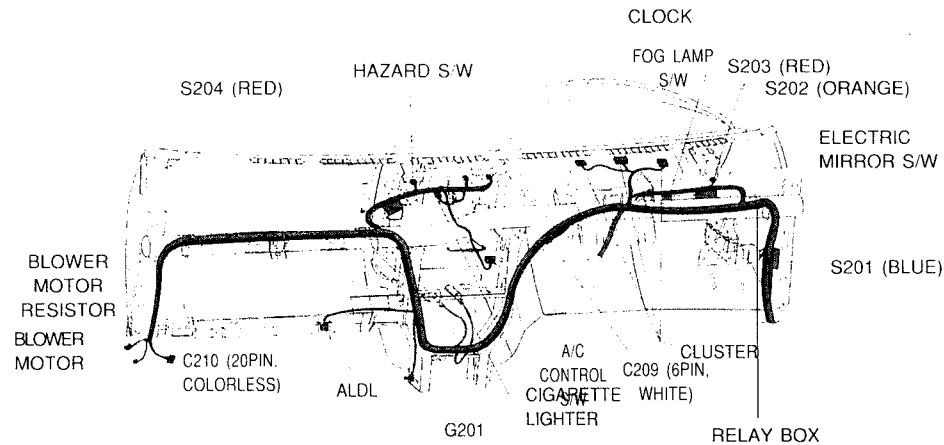 CLOCK
FOG LAMP
S/W
S203 (RED)
HAZARD S/W
S204 (RED)
S202 (ORANGE)
ELECTRIC
MIRROR S/W
BLOWER
MOTOR
RESISTOR
S201 (BLUE)
BLOWER
MOTOR
C210 (20PIN.
COLORLESS)
ALDL
G201
A/C
CONTROL
S/W
CIGARETTE
LIGHTER
C209 (6PIN,
WHITE)
CLUSTER
RELAY BOX